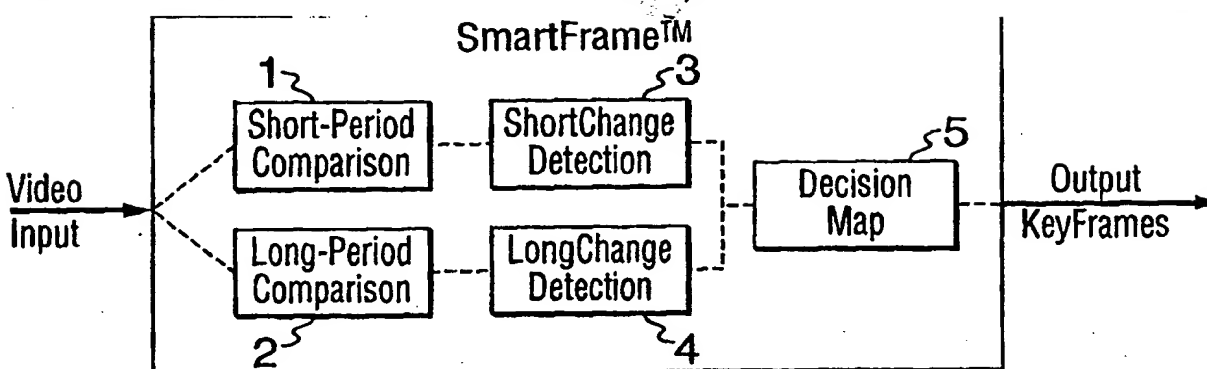 SmartFrame™
1
3
Short-Period
Comparison
ShortChange
Detection
5
Video
Input
Decision
Map
Output
KeyFrames
Long-Period
Comparison
LongChange
Detection
2
4